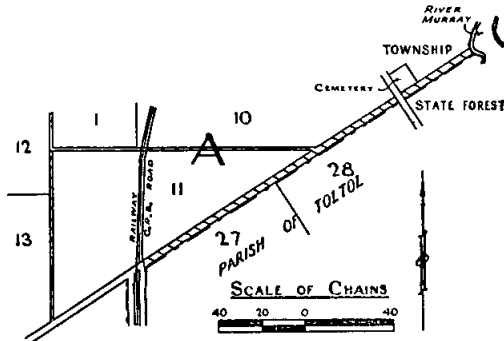 RIVER
MURRAY
TOWNSHIP
CEMETERY
STATE FOREST
1
10
12
A
11
RAILWAY
C.R.B. ROAD
28
13
27
PARISH OF TOLTOL
SCALE OF CHAINS
40 20 0 40